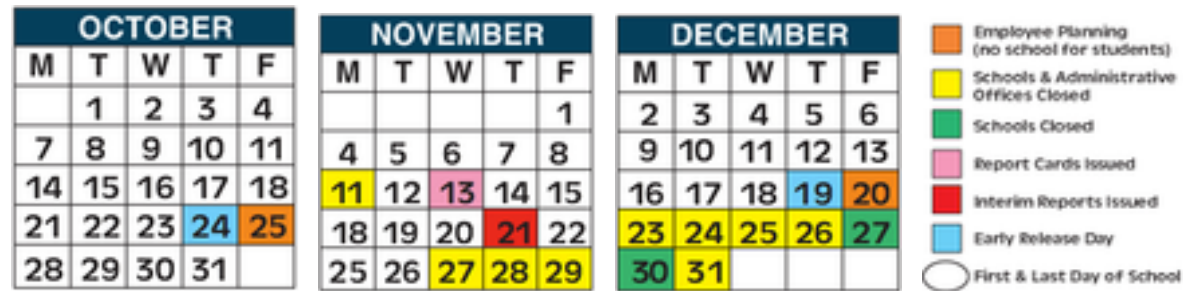 OCTOBER
M T W T F
1 2 3 4
7 8 9 10 11
14 15 16 17 18
21 22 23 24 25
28 29 30 31
NOVEMBER
M T W T F
1
4 5 6 7 8
11 12 13 14 15
18 19 20 21 22
25 26 27 28 29
DECEMBER
M T W T F
2 3 4 5 6
9 10 11 12 13
16 17 18 19 20
23 24 25 26 27
30 31
Employee Planning
(no school for students)
Schools & Administrative
Offices Closed
Schools Closed
Report Cards Issued
Interim Reports Issued
Early Release Day
First & Last Day of School